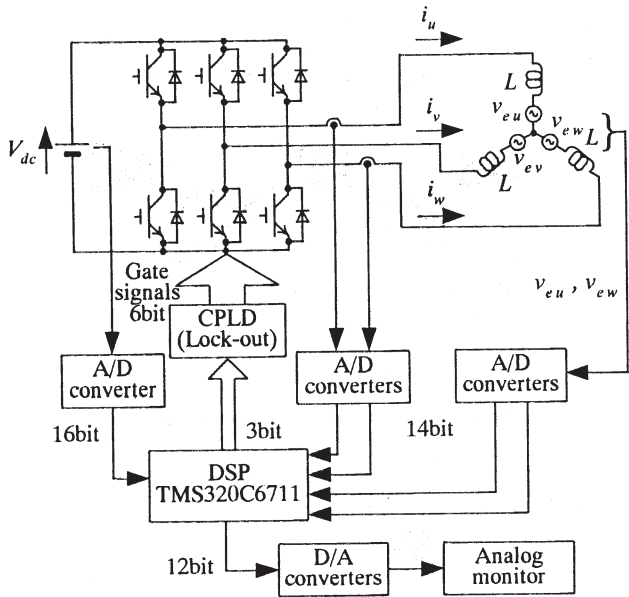 i_u
L
v_eu
V_dc
i_v
v_ew L
v_ev
L
i_w
Gate
signals
6bit
v_eu , v_ew
CPLD
(Lock-out)
A/D
converter
A/D
converters
A/D
converters
16bit
3bit
14bit
DSP
TMS320C6711
12bit
D/A
converters
Analog
monitor